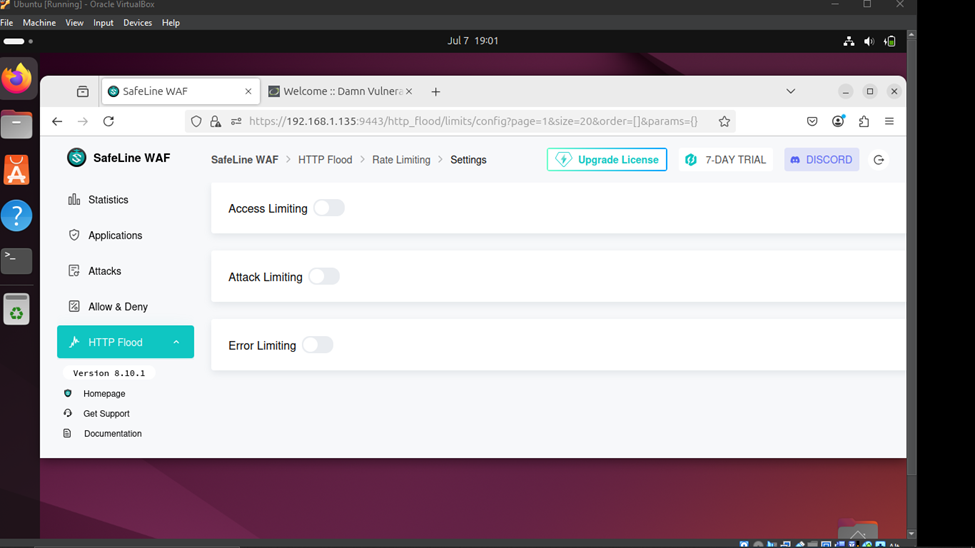 Ubuntu [Running] - Oracle VirtualBox
File Machine View Input Devices Help
Jul 7 19:01
SafeLine WAF
Welcome :: Damn Vulnera
https://192.168.1.135:9443/http_flood/limits/config?page=1&size=20&order=[]&params={}
SafeLine WAF
SafeLine WAF > HTTP Flood > Rate Limiting > Settings
Upgrade License
7-DAY TRIAL
DISCORD
Statistics
Applications
Attacks
Allow & Deny
HTTP Flood
Version 8.10.1
Homepage
Get Support
Documentation
Access Limiting
Attack Limiting
Error Limiting